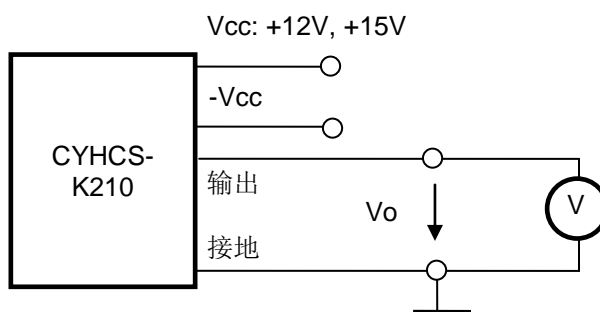 Vcc: +12V, +15V
-Vcc
CYHCS-
K210
输出
Vo
V
接地